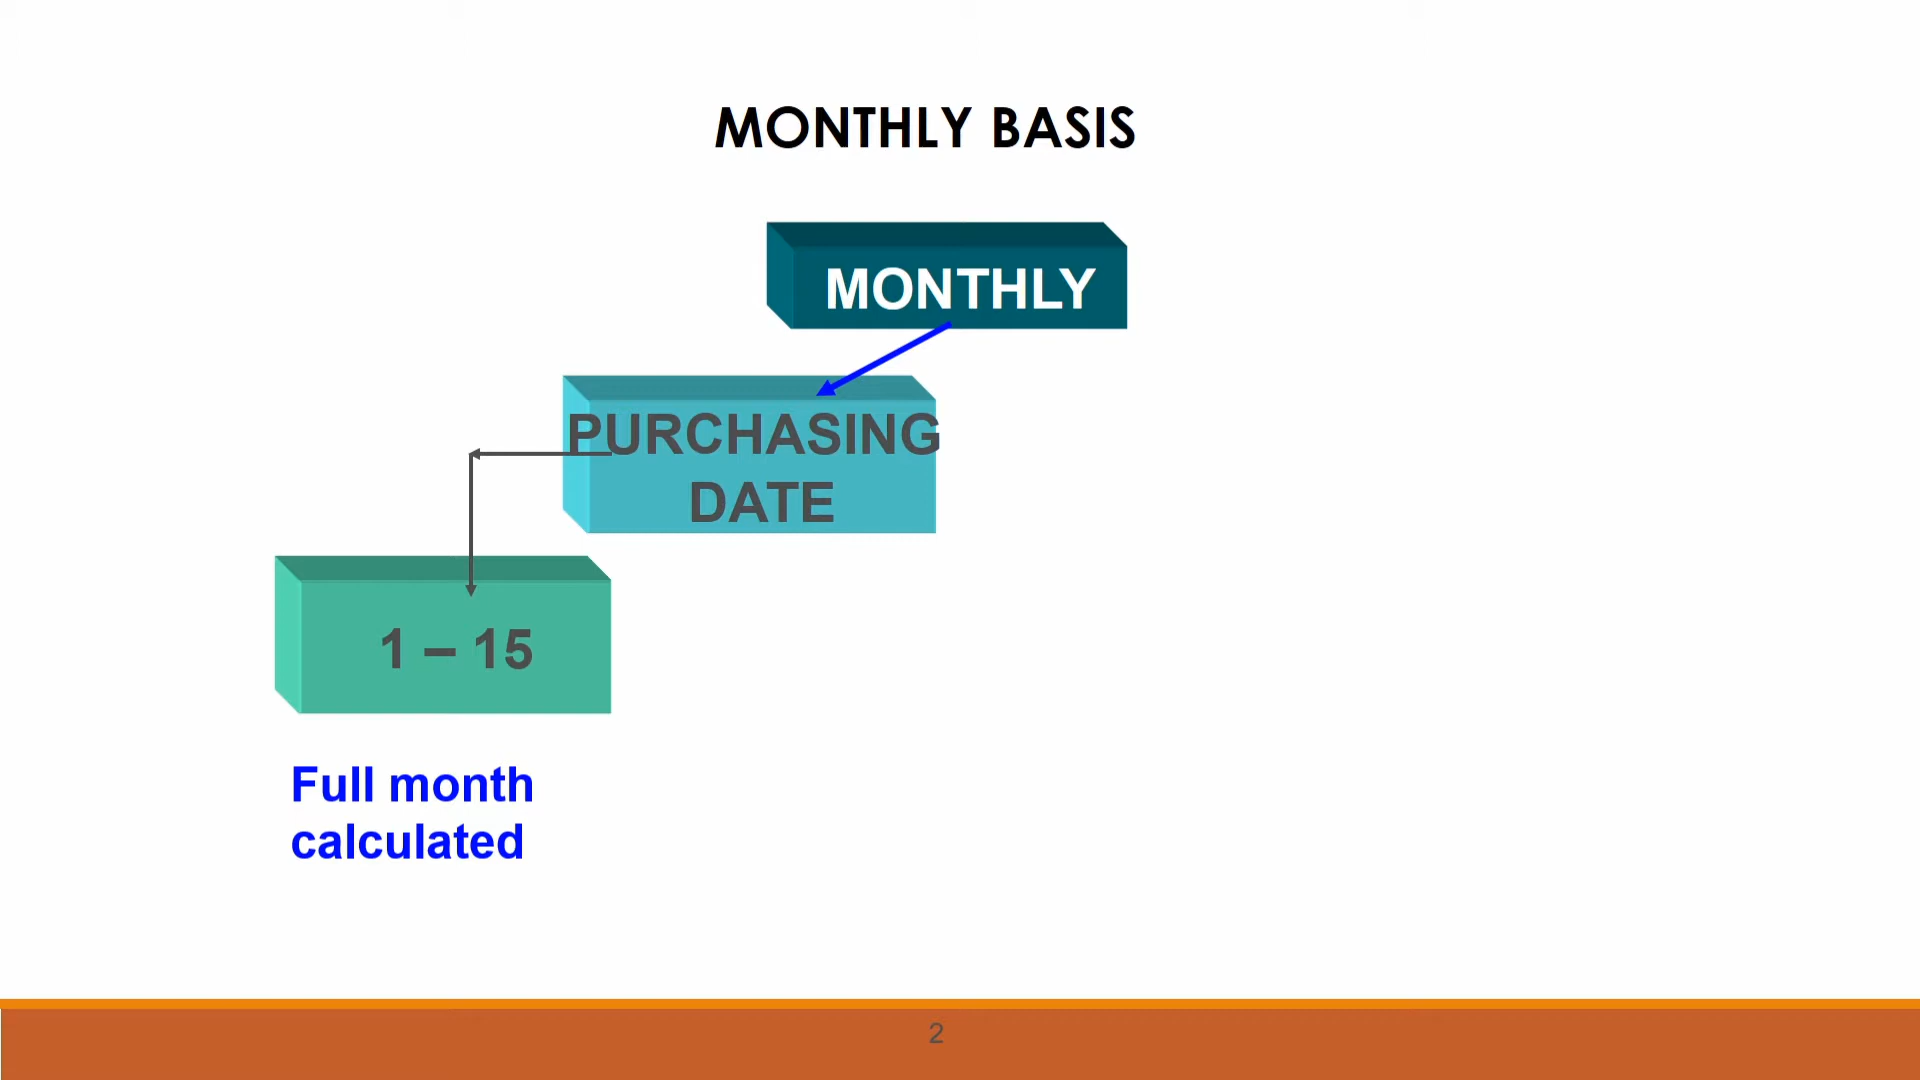 MONTHLY BASIS
MONTHLY
PURCHASING
DATE
1 – 15
Full month
calculated
2